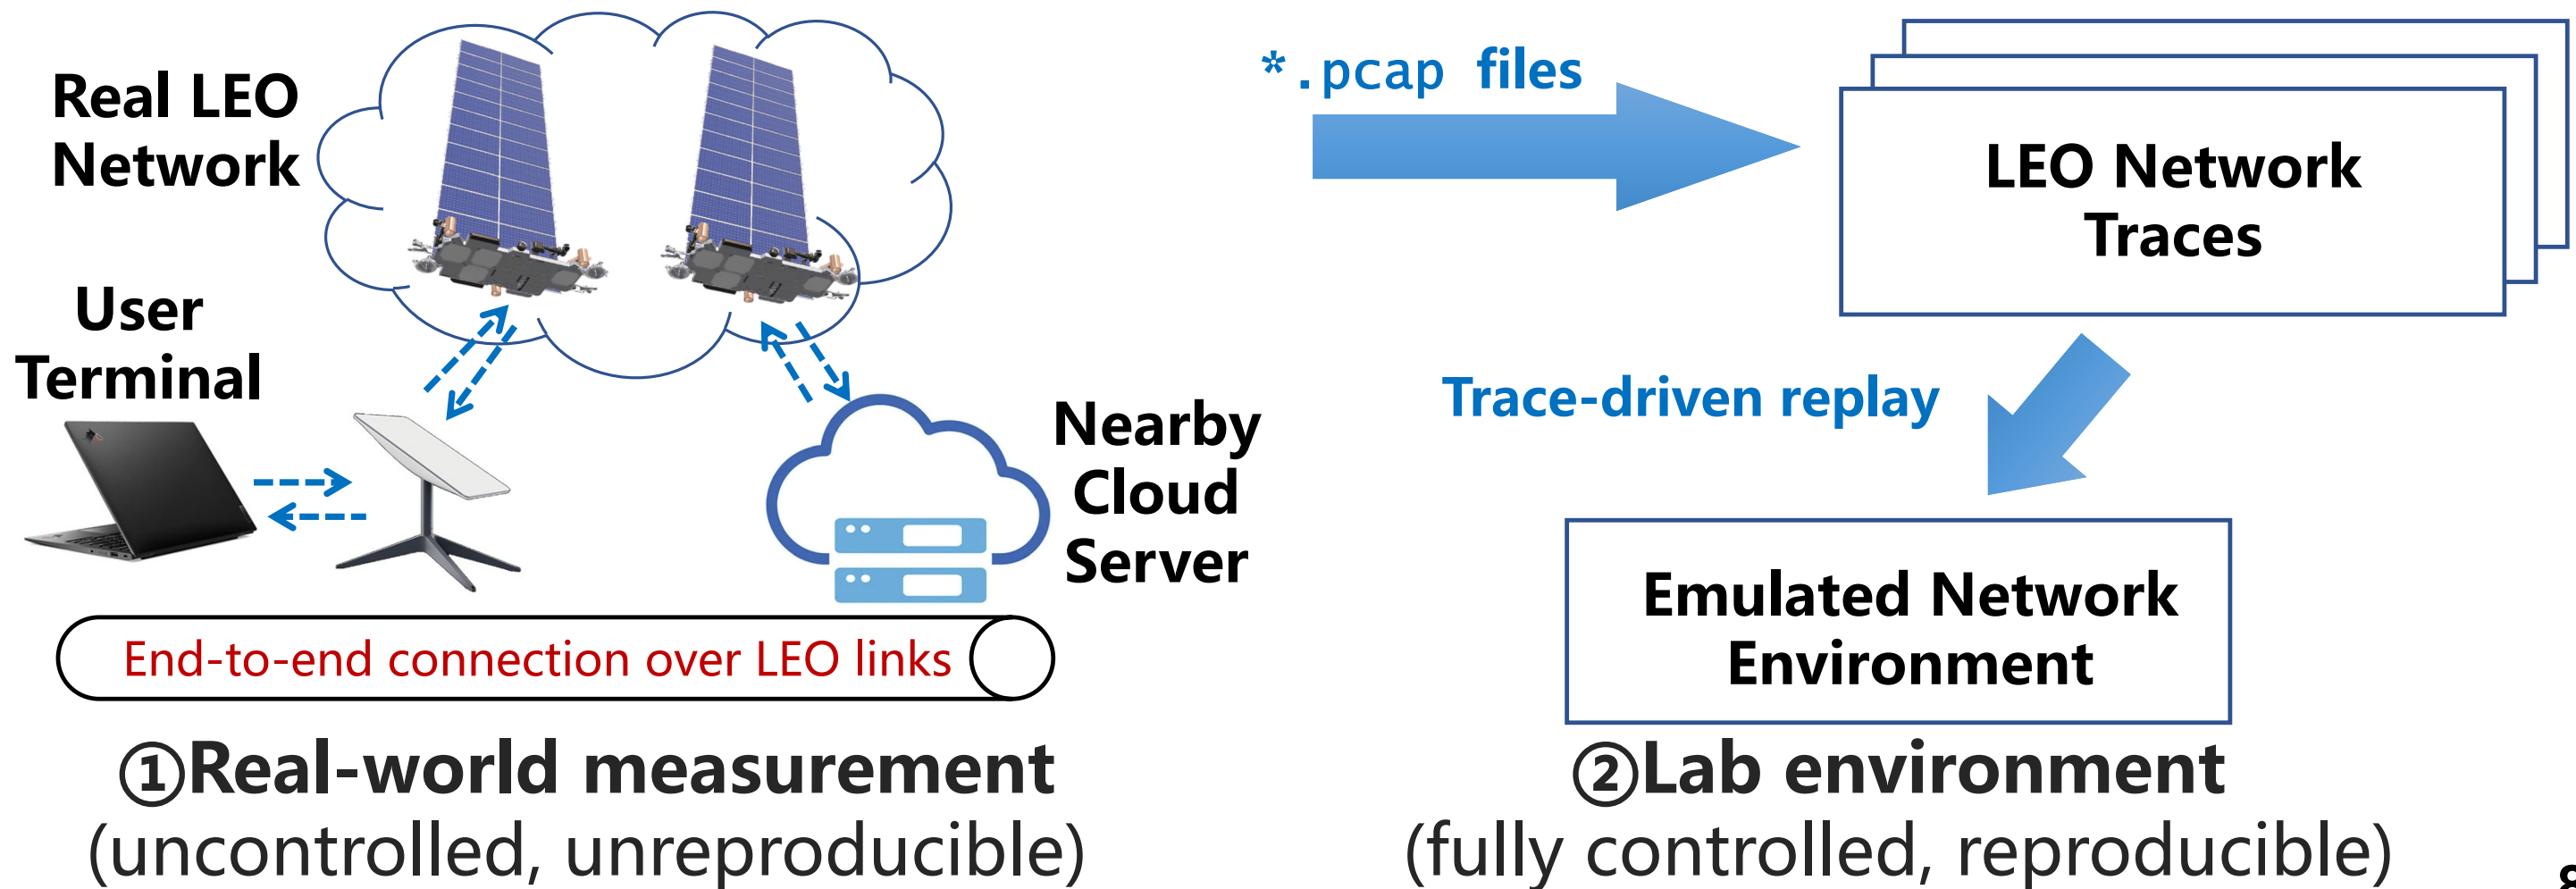 Real LEO
Network
User
Terminal
Nearby
Cloud
Server
End-to-end connection over LEO links
①Real-world measurement
(uncontrolled, unreproducible)
*.pcap files
LEO Network
Traces
Trace-driven replay
Emulated Network
Environment
②Lab environment
(fully controlled, reproducible)